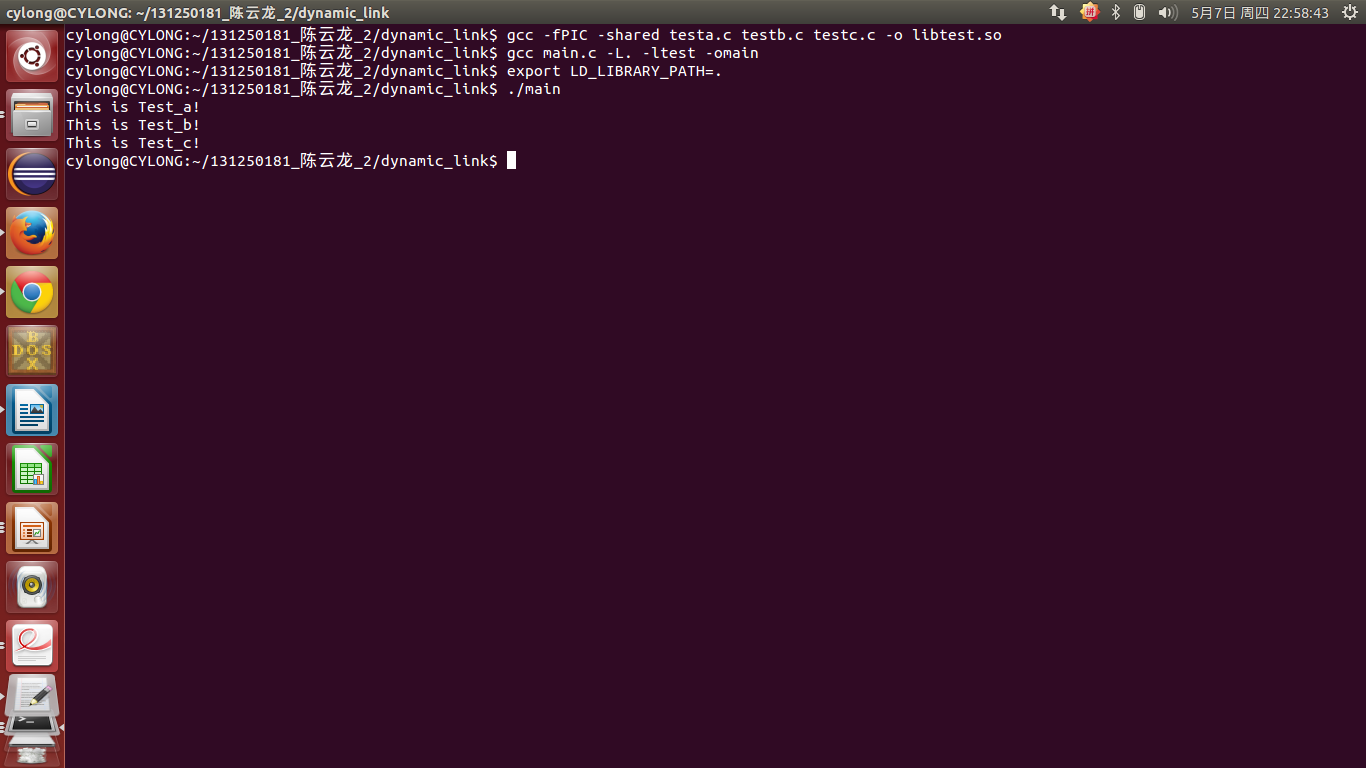 cylong@CYLONG: ~/131250181_陈云龙_2/dynamic_link
拼
5月7日 周四 22:58:43
cylong@CYLONG:~/131250181_陈云龙_2/dynamic_link$ gcc -fPIC -shared testa.c testb.c testc.c -o libtest.so
cylong@CYLONG:~/131250181_陈云龙_2/dynamic_link$ gcc main.c -L. -ltest -omain
cylong@CYLONG:~/131250181_陈云龙_2/dynamic_link$ export LD_LIBRARY_PATH=.
cylong@CYLONG:~/131250181_陈云龙_2/dynamic_link$ ./main
This is Test_a!
This is Test_b!
This is Test_c!
cylong@CYLONG:~/131250181_陈云龙_2/dynamic_link$
B
DOS
X